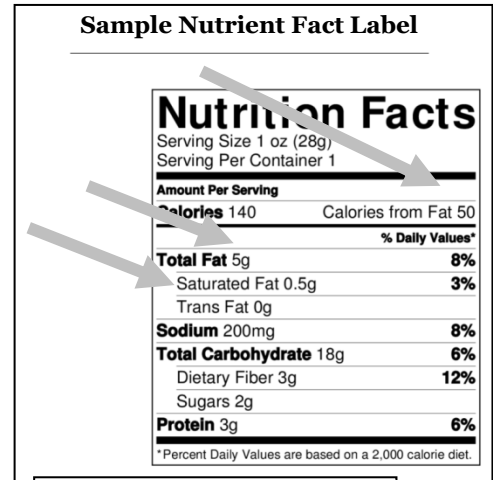 Sample Nutrient Fact Label
Nutrition Facts
Serving Size 1 oz (28g)
Serving Per Container 1
Amount Per Serving
Calories 140 Calories from Fat 50
% Daily Values*
Total Fat 5g 8%
Saturated Fat 0.5g 3%
Trans Fat 0g
Sodium 200mg 8%
Total Carbohydrate 18g 6%
Dietary Fiber 3g 12%
Sugars 2g
Protein 3g 6%
*Percent Daily Values are based on a 2,000 calorie diet.